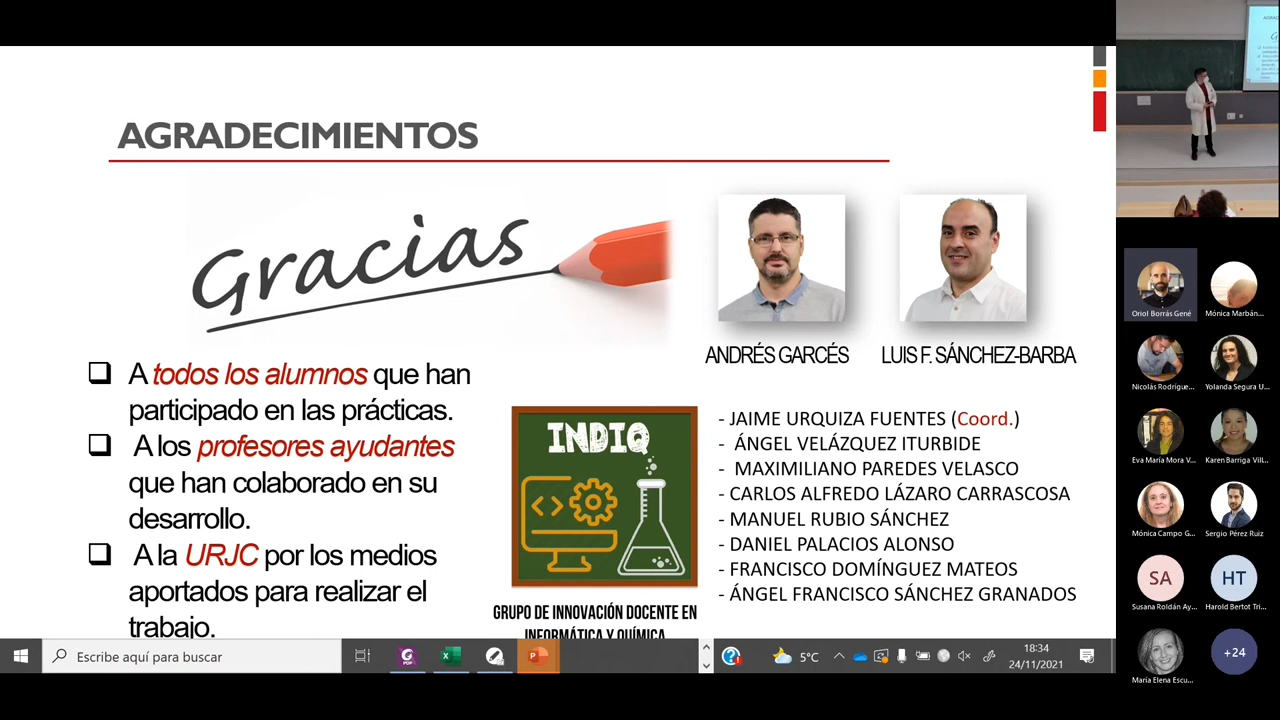 AGRADECIMIENTOS
Gracias
ANDRÉS GARCÉS
LUIS F. SÁNCHEZ-BARBA
A todos los alumnos que han
participado en las prácticas.
A los profesores ayudantes
que han colaborado en su
desarrollo.
A la URJC por los medios
aportados para realizar el
trabajo.
INDIQ
GRUPO DE INNOVACIÓN DOCENTE EN
INFORMÁTICA Y QUÍMICA
- JAIME URQUIZA FUENTES (Coord.)
- ÁNGEL VELÁZQUEZ ITURBIDE
- MAXIMILIANO PAREDES VELASCO
- CARLOS ALFREDO LÁZARO CARRASCOSA
- MANUEL RUBIO SÁNCHEZ
- DANIEL PALACIOS ALONSO
- FRANCISCO DOMÍNGUEZ MATEOS
- ÁNGEL FRANCISCO SÁNCHEZ GRANADOS
Escribe aquí para buscar
5°C
18:34
24/11/2021
Oriol Borrás Gené
Mónica Marbán...
Nicolás Rodrígue...
Yolanda Segura U...
Eva María Mora V...
Karen Barriga Vill...
Mónica Campo G...
Sergio Pérez Ruiz
SA
HT
Susana Roldán Ay...
Harold Bertot Tri...
María Elena Escu...
+24